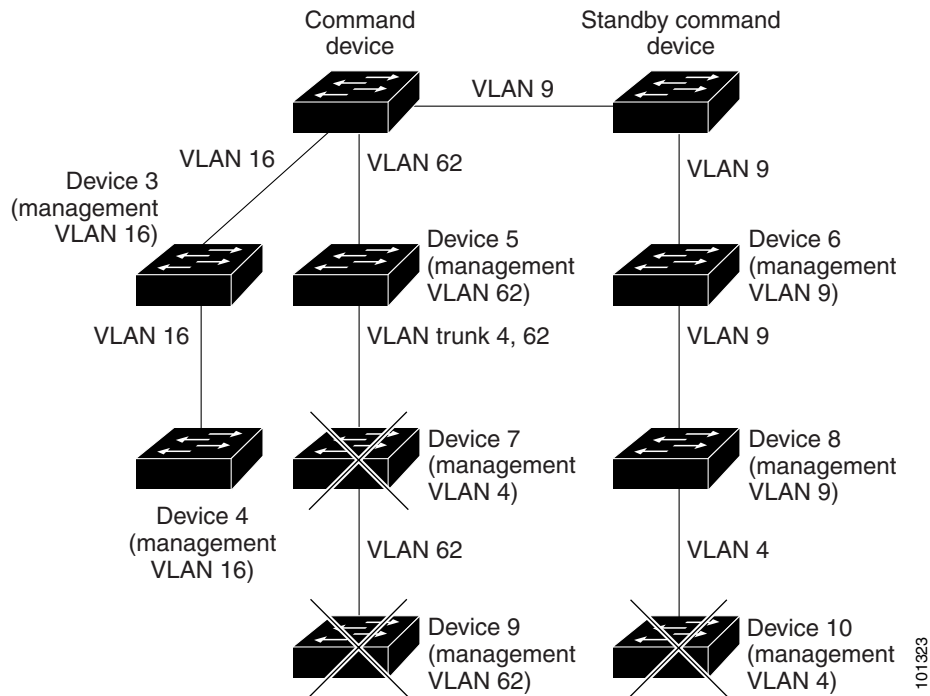 Command
device
Standby command
device
VLAN 9
VLAN 16
VLAN 62
VLAN 9
Device 3
(management
VLAN 16)
Device 5
(management
VLAN 62)
Device 6
(management
VLAN 9)
VLAN 16
VLAN trunk 4, 62
VLAN 9
Device 4
(management
VLAN 16)
Device 7
(management
VLAN 4)
Device 8
(management
VLAN 9)
VLAN 62
VLAN 4
Device 9
(management
VLAN 62)
Device 10
(management
VLAN 4)
101323